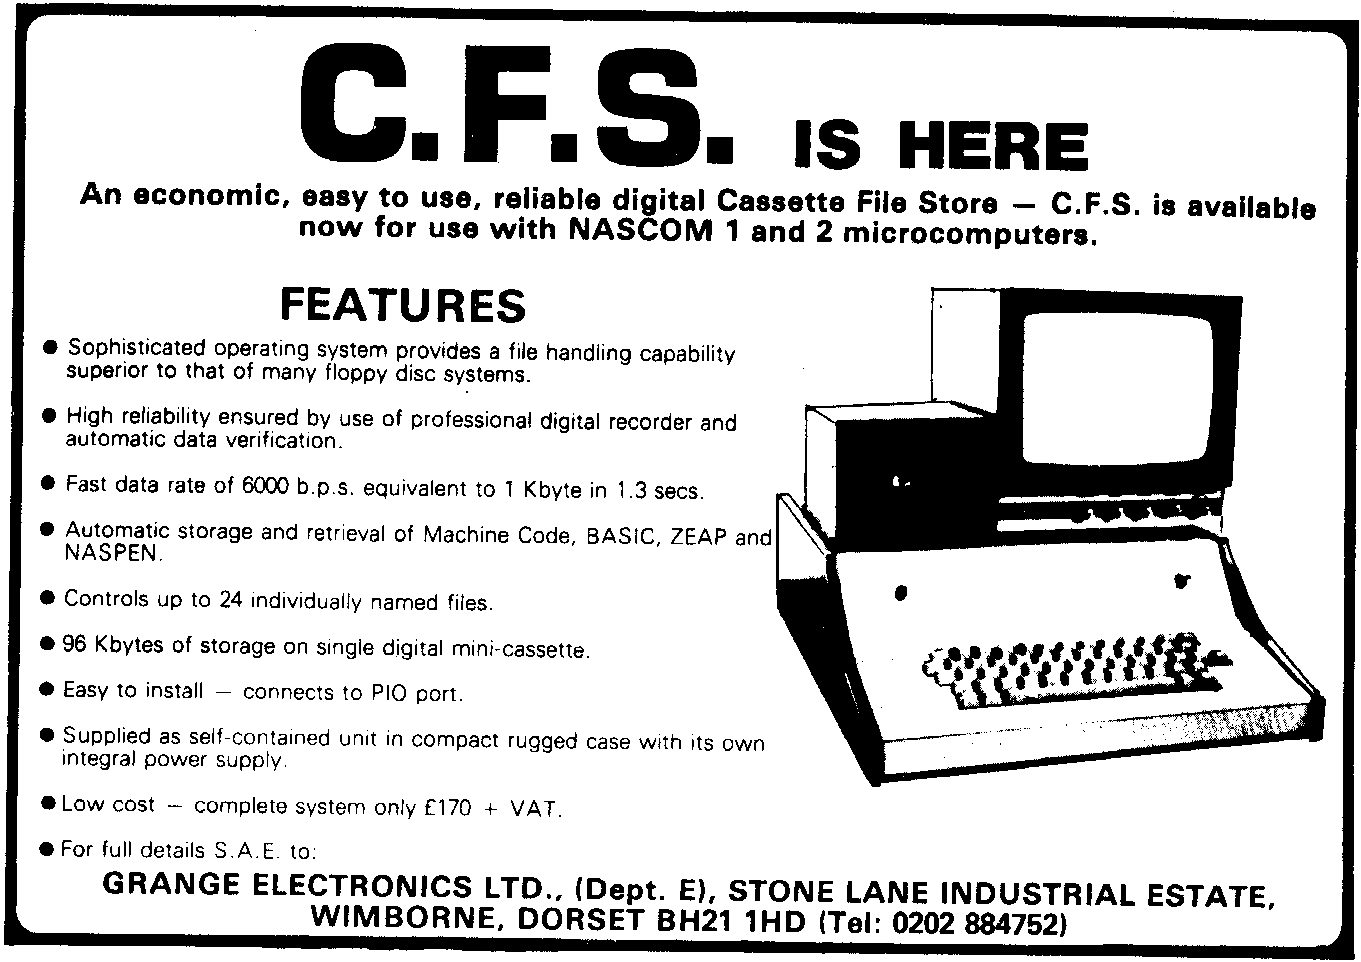 C.F.S. IS HERE
An economic, easy to use, reliable digital Cassette File Store — C.F.S. is available
now for use with NASCOM 1 and 2 microcomputers.
FEATURES
● Sophisticated operating system provides a file handling capability
superior to that of many floppy disc systems.
● High reliability ensured by use of professional digital recorder and
automatic data verification.
● Fast data rate of 6000 b.p.s. equivalent to 1 Kbyte in 1.3 secs.
● Automatic storage and retrieval of Machine Code, BASIC, ZEAP and
NASPEN.
● Controls up to 24 individually named files.
● 96 Kbytes of storage on single digital mini-cassette.
● Easy to install — connects to PIO port.
● Supplied as self-contained unit in compact rugged case with its own
integral power supply.
● Low cost — complete system only £170 + VAT.
● For full details S.A.E. to:
GRANGE ELECTRONICS LTD., (Dept. E), STONE LANE INDUSTRIAL ESTATE,
WIMBORNE, DORSET BH21 1HD (Tel: 0202 884752)